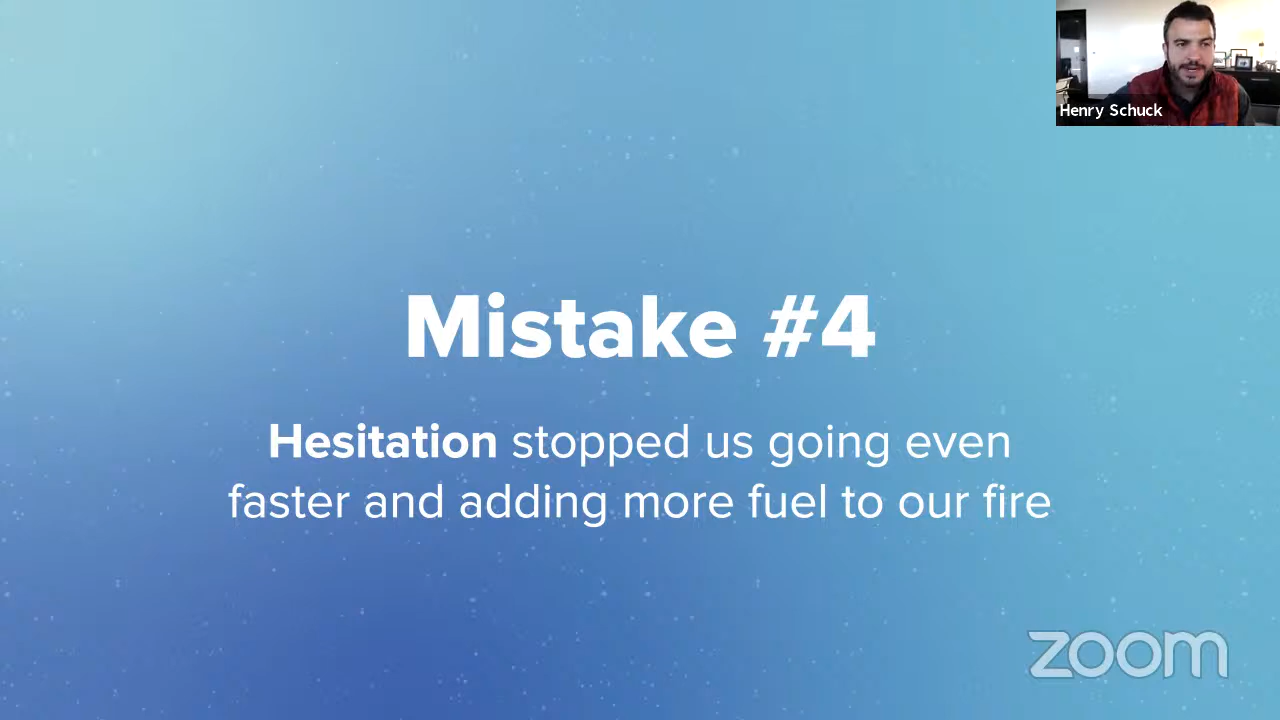 Henry Schuck
Mistake #4
Hesitation stopped us going even
faster and adding more fuel to our fire
zoom